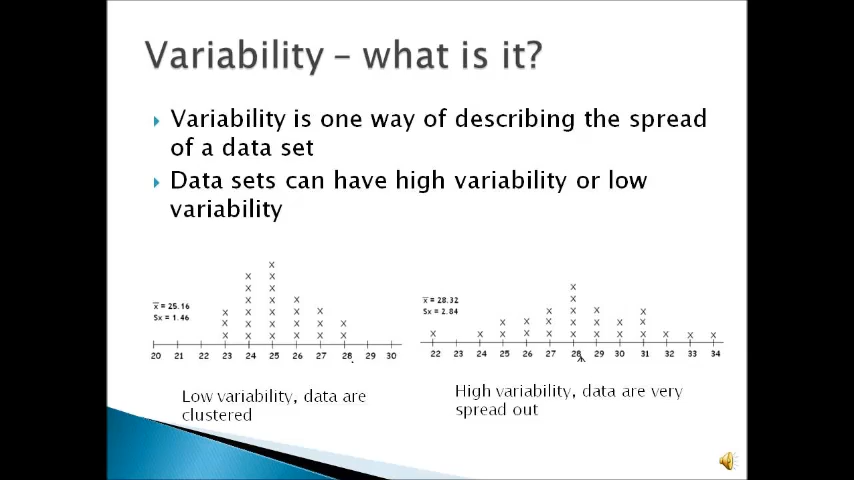 Variability – what is it?
Variability is one way of describing the spread
of a data set
Data sets can have high variability or low
variability
x̅ = 25.16
Sx = 1.46
20 21 22 23 24 25 26 27 28 29 30
Low variability, data are
clustered
x̅ = 28.32
Sx = 2.84
22 23 24 25 26 27 28 29 30 31 32 33 34
High variability, data are very
spread out